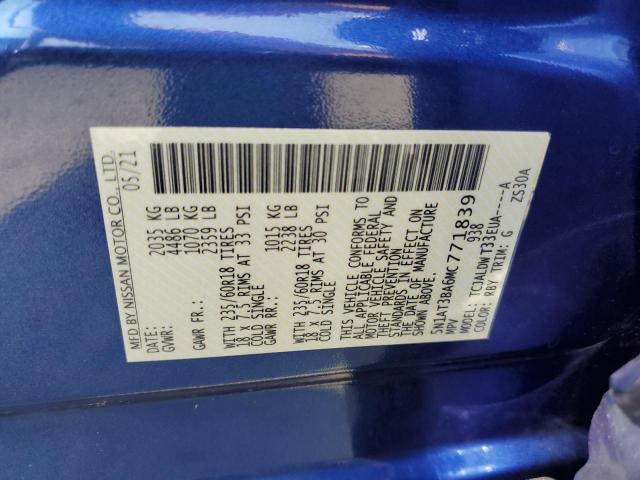 MFD BY NISSAN MOTOR CO., LTD.
DATE: 05/21
GVWR: 2035 KG
4486 LB
GAWR FR.: 1070 KG
2359 LB
WITH 235/60R18 TIRES
18 X 7.5 RIMS AT 33 PSI
COLD SINGLE
GAWR RR.: 1015 KG
2238 LB
WITH 235/60R18 TIRES
18 X 7.5 RIMS AT 30 PSI
COLD SINGLE
THIS VEHICLE CONFORMS TO
ALL APPLICABLE FEDERAL
MOTOR VEHICLE SAFETY AND
THEFT PREVENTION
STANDARDS IN EFFECT ON
THE DATE OF MANUFACTURE
SHOWN ABOVE.
5N1AT3BA6MC771839
MPV 938
MODEL: TCJNALDW T33EUA----A
COLOR: RBY TRIM: G ZS30A